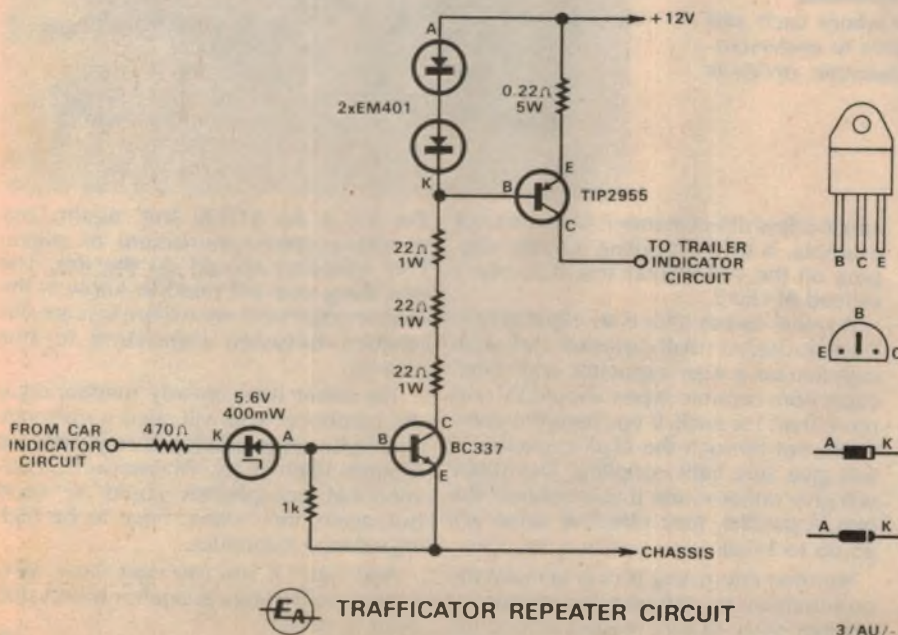 +12V
A
2xEM401
K
0.22Ω
5W
E
B
TIP2955
C
TO TRAILER
INDICATOR
CIRCUIT
22Ω
1W
22Ω
1W
22Ω
1W
5.6V
400mW
FROM CAR
INDICATOR
CIRCUIT
470Ω
K
A
C
B
BC337
E
1k
CHASSIS
B C E
B
E
C
A
K
A
K
EA
TRAFFICATOR REPEATER CIRCUIT
3/AU/-